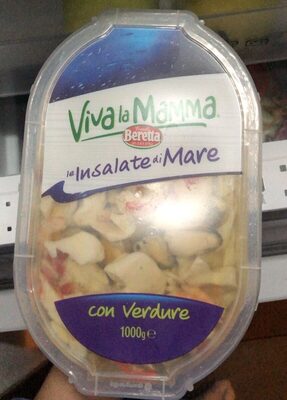 Viva la Mamma
Beretta
le Insalate di Mare
con Verdure
1000g e